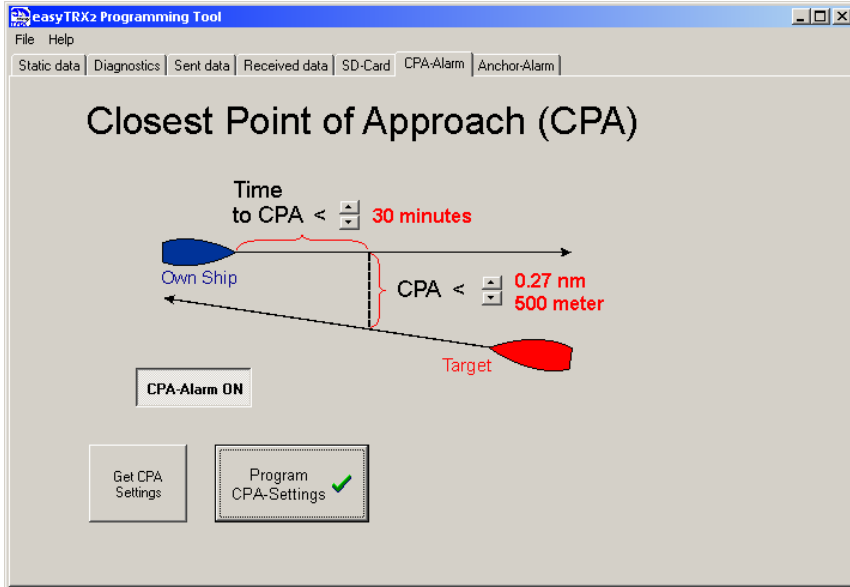 easyTRX2 Programming Tool
File Help
Static data Diagnostics Sent data Received data SD-Card CPA-Alarm Anchor-Alarm
Closest Point of Approach (CPA)
Time
to CPA < 30 minutes
Own Ship
CPA < 0.27 nm
500 meter
Target
CPA-Alarm ON
Get CPA
Settings
Program
CPA-Settings